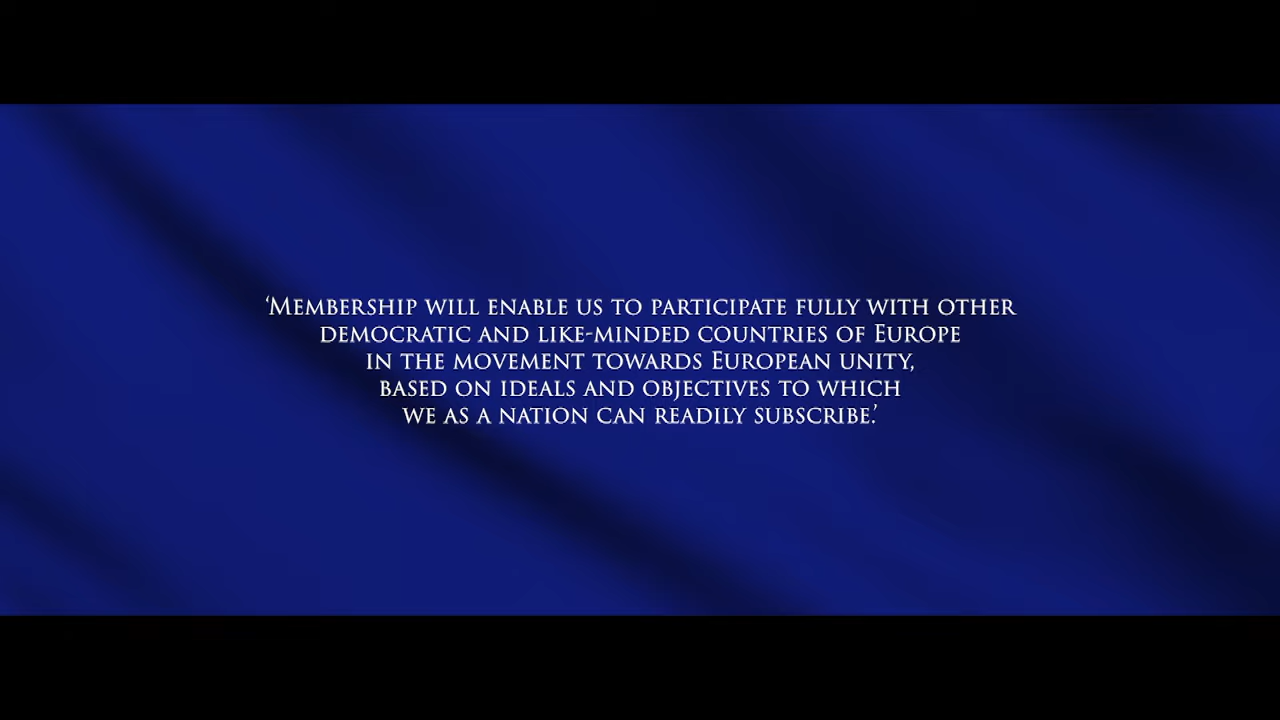 ‘Membership will enable us to participate fully with other
democratic and like-minded countries of Europe
in the movement towards European unity,
based on ideals and objectives to which
we as a nation can readily subscribe.’